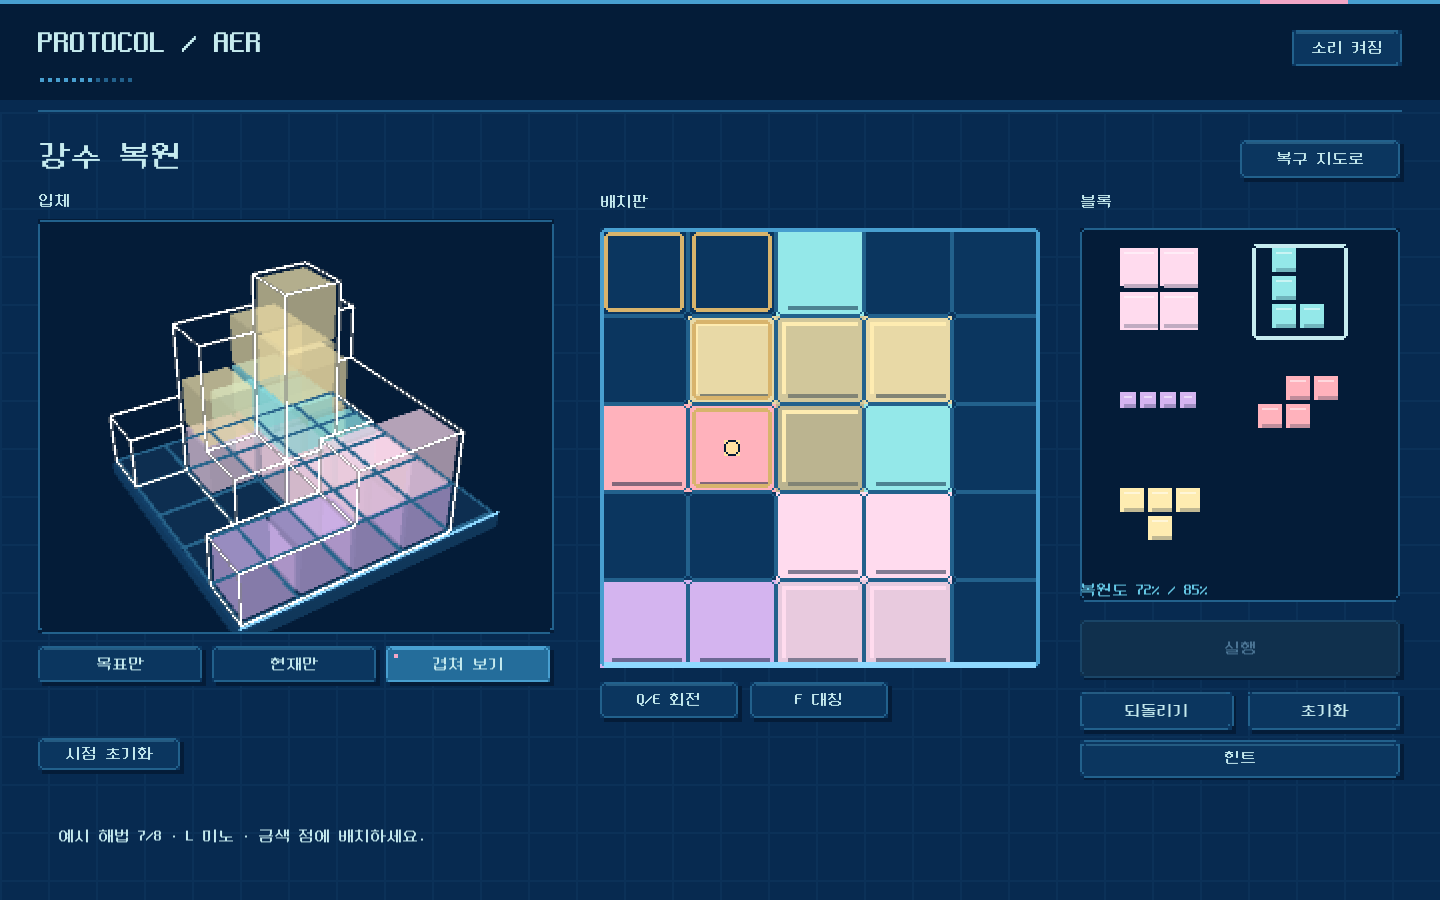 PROTOCOL / AER
소리 켜짐
강수 복원
복구 지도로
입체
배치판
블록
복원도 72% / 85%
목표만
현재만
겹쳐 보기
실행
Q/E 회전
F 대칭
되돌리기
초기화
시점 초기화
힌트
예시 해법 7/8 · L 미노 · 금색 점에 배치하세요.